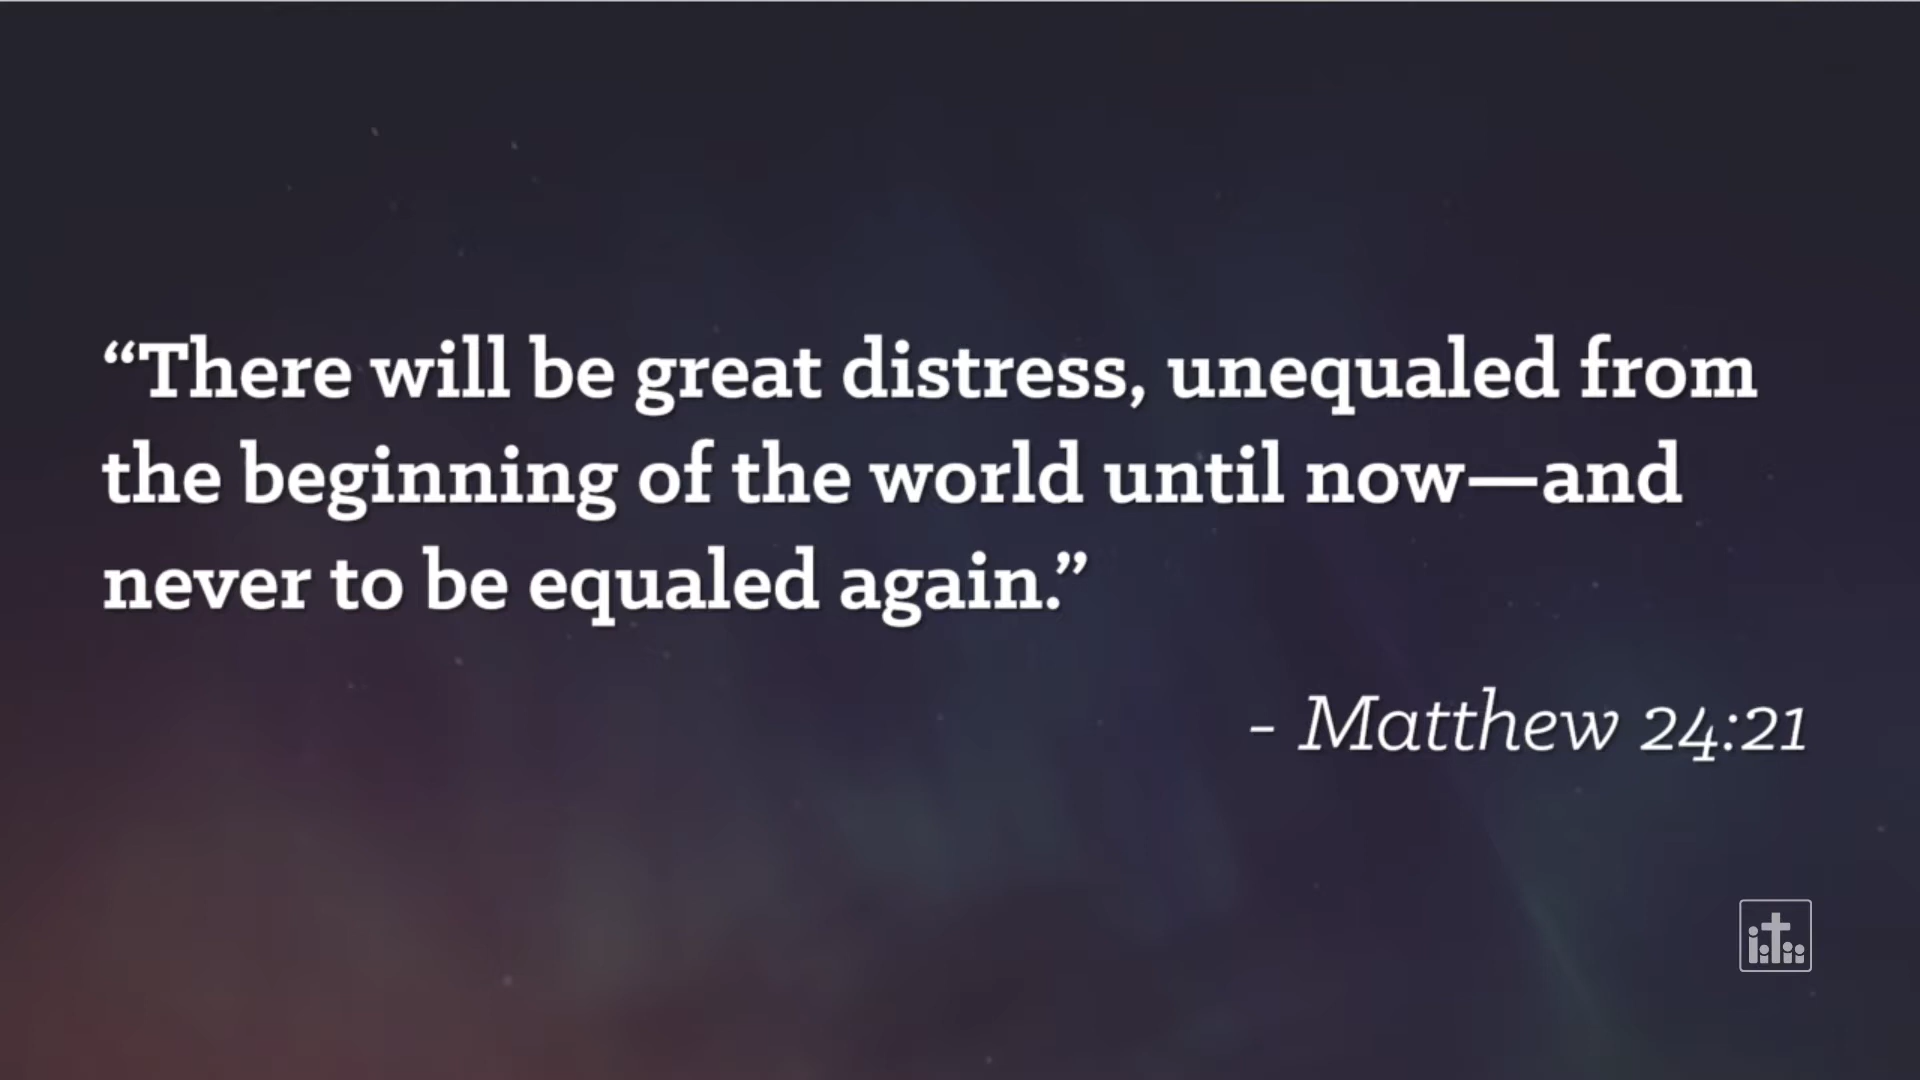 “There will be great distress, unequaled from
the beginning of the world until now—and
never to be equaled again.”
- Matthew 24:21